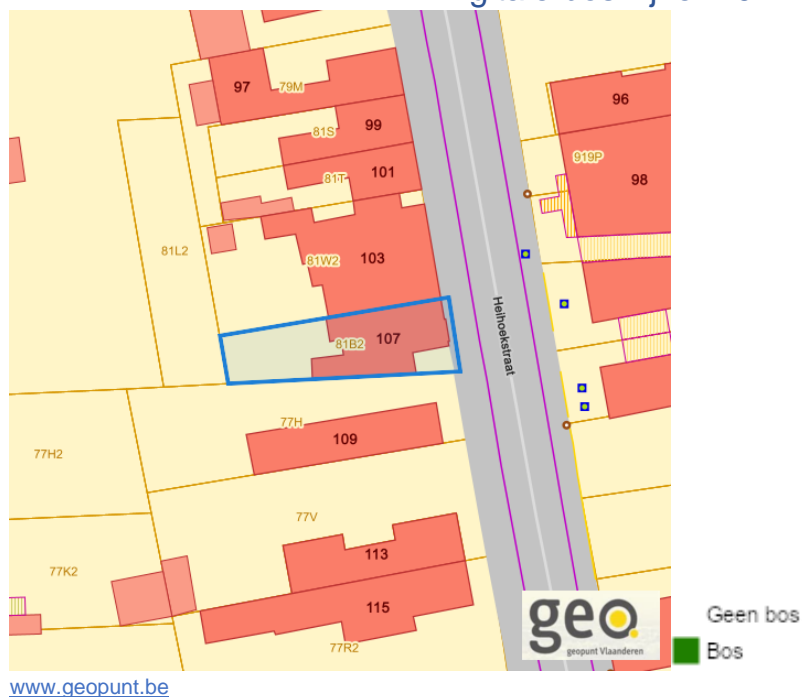 97
79M
96
99
81S
919P
101
81T
98
81L2
81W2
103
Heihoekstraat
107
81B2
77H
109
77H2
77V
113
77K2
115
77R2
geo
geopunt Vlaanderen
Geen bos
Bos
www.geopunt.be